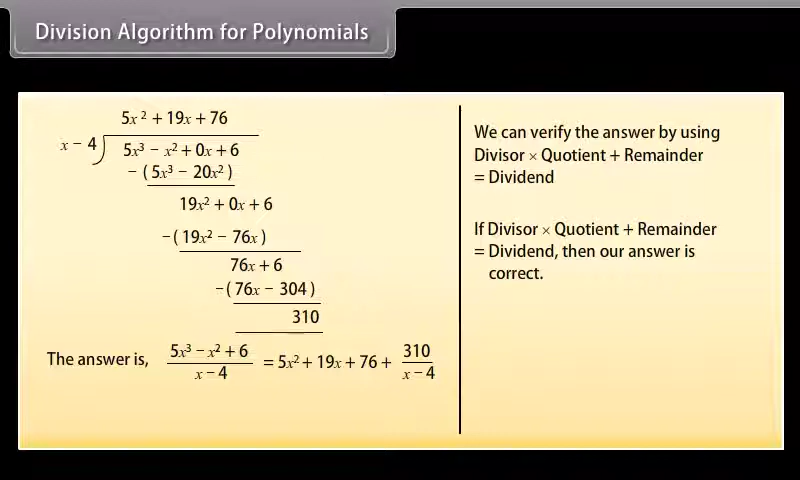 Division Algorithm for Polynomials
5x² + 19x + 76
x − 4) 5x³ − x² + 0x + 6
− ( 5x³ − 20x² )
19x² + 0x + 6
−( 19x² − 76x )
76x + 6
−( 76x − 304 )
310
The answer is, (5x³ − x² + 6)/(x − 4) = 5x² + 19x + 76 + 310/(x − 4)
We can verify the answer by using
Divisor × Quotient + Remainder
= Dividend
If Divisor × Quotient + Remainder
= Dividend, then our answer is
correct.